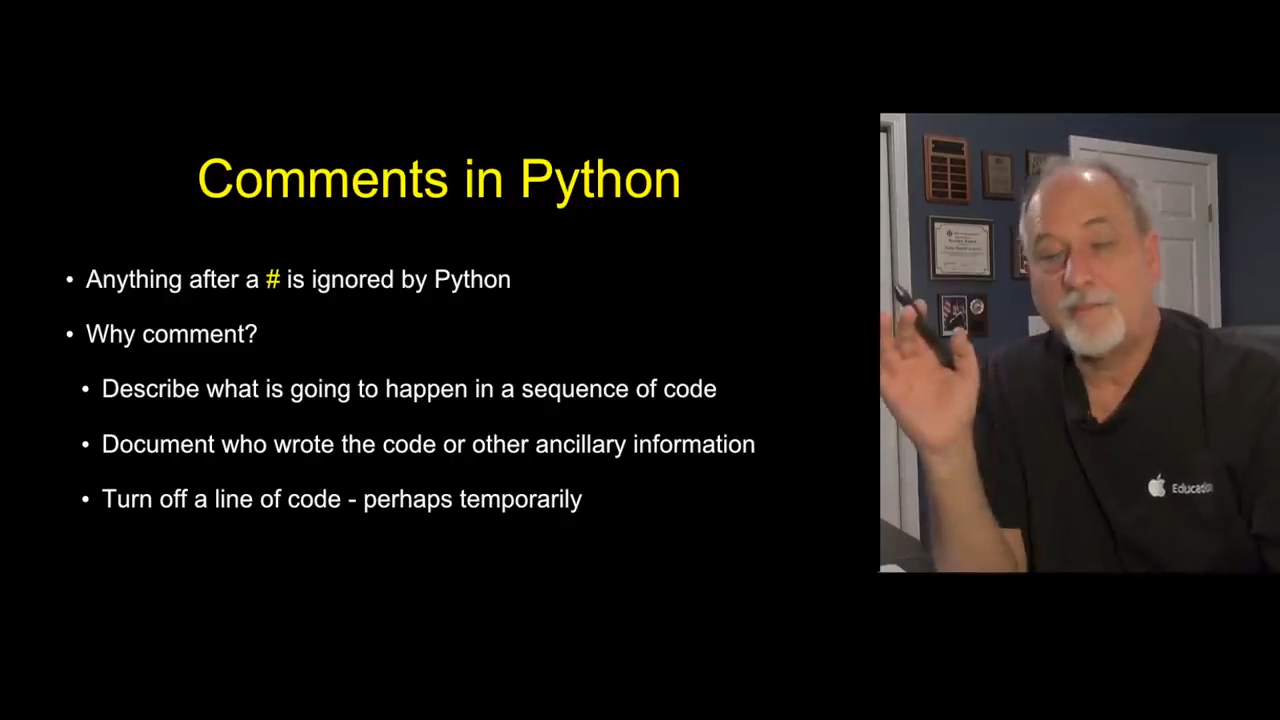 Comments in Python
• Anything after a # is ignored by Python
• Why comment?
• Describe what is going to happen in a sequence of code
• Document who wrote the code or other ancillary information
• Turn off a line of code - perhaps temporarily
Education